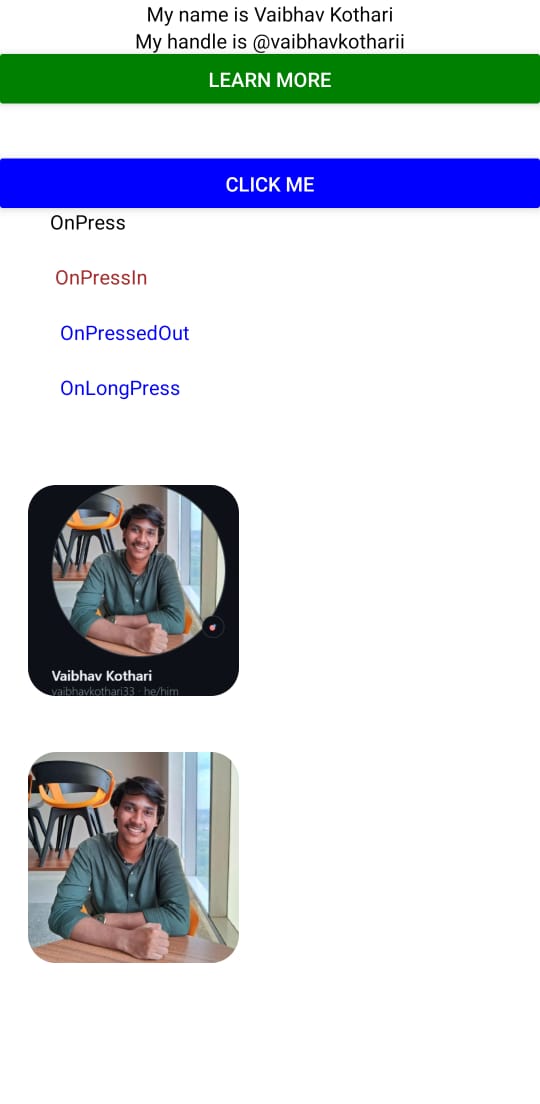 My name is Vaibhav Kothari
My handle is @vaibhavkotharii
LEARN MORE
CLICK ME
OnPress
OnPressIn
OnPressedOut
OnLongPress
Vaibhav Kothari
vaibhavkothari33 · he/him